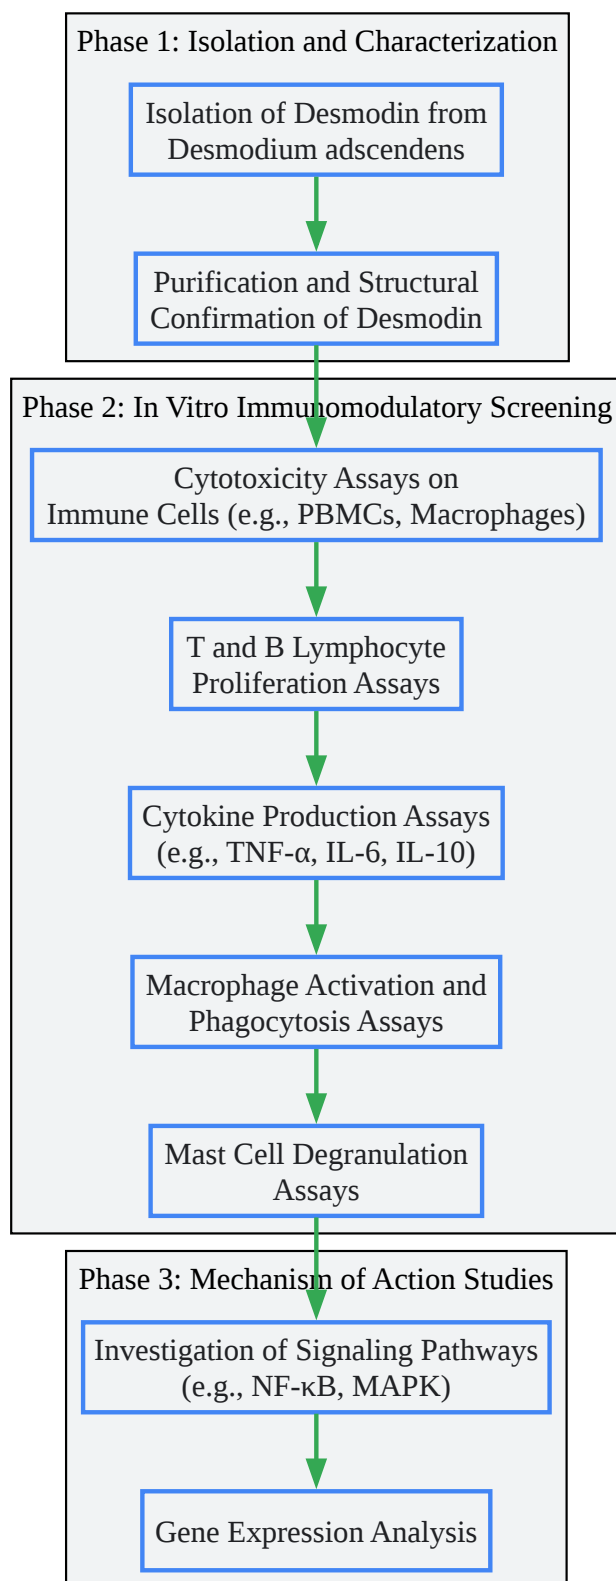 Phase 1: Isolation and Characterization
Isolation of Desmodin from
Desmodium adscendens
Purification and Structural
Confirmation of Desmodin
Phase 2: In Vitro Immunomodulatory Screening
Cytotoxicity Assays on
Immune Cells (e.g., PBMCs, Macrophages)
T and B Lymphocyte
Proliferation Assays
Cytokine Production Assays
(e.g., TNF-α, IL-6, IL-10)
Macrophage Activation and
Phagocytosis Assays
Mast Cell Degranulation
Assays
Phase 3: Mechanism of Action Studies
Investigation of Signaling Pathways
(e.g., NF-κB, MAPK)
Gene Expression Analysis